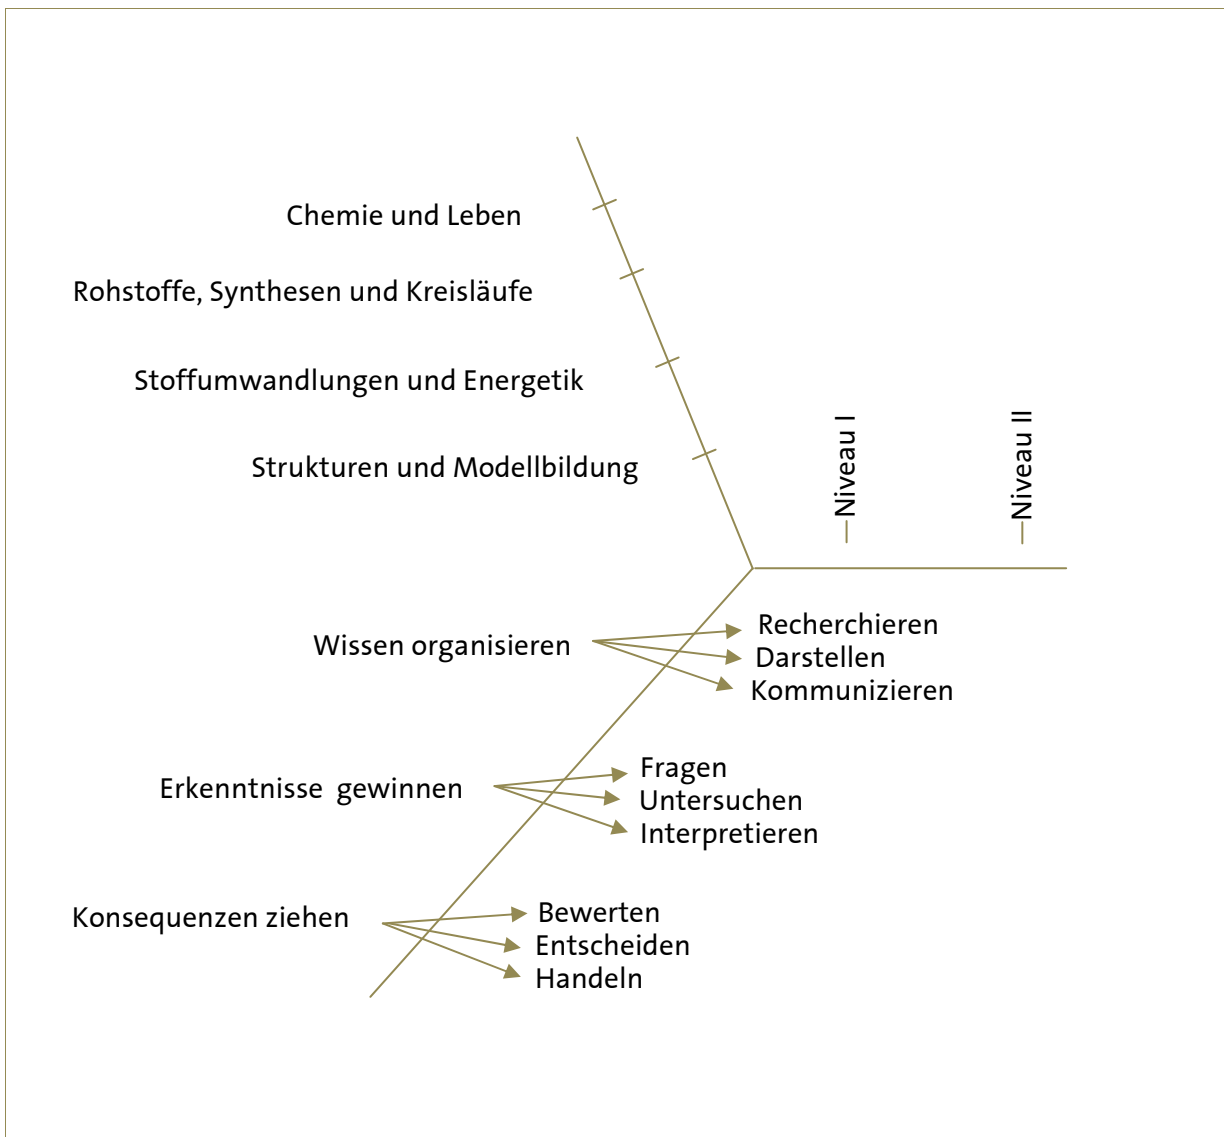 Chemie und Leben
Rohstoffe, Synthesen und Kreisläufe
Stoffumwandlungen und Energetik
Strukturen und Modellbildung
Niveau I
Niveau II
Wissen organisieren
Recherchieren
Darstellen
Kommunizieren
Erkenntnisse gewinnen
Fragen
Untersuchen
Interpretieren
Konsequenzen ziehen
Bewerten
Entscheiden
Handeln